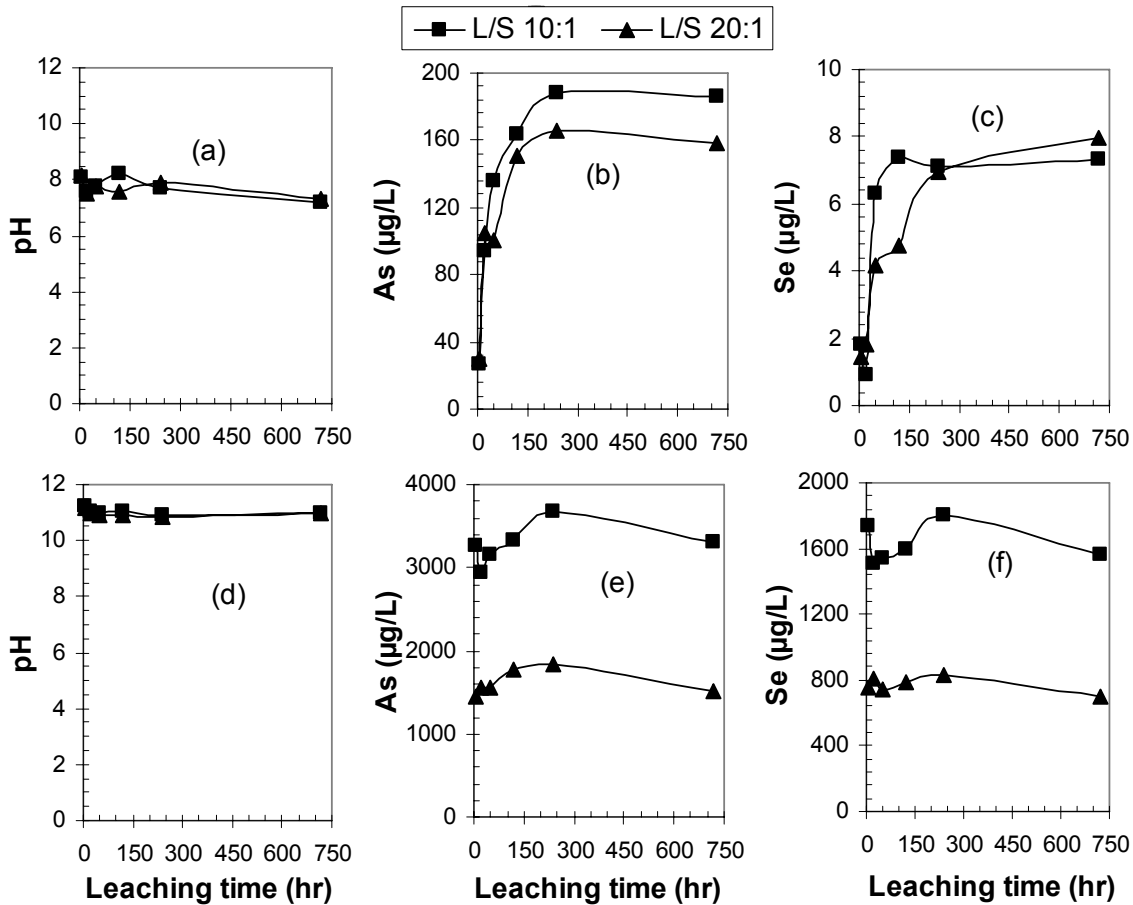 L/S 10:1 L/S 20:1
12
10
8
6
4
2
0
pH
(a)
0 150 300 450 600 750
200
160
120
80
40
0
As (µg/L)
(b)
0 150 300 450 600 750
10
8
6
4
2
0
Se (µg/L)
(c)
0 150 300 450 600 750
12
10
8
6
4
2
0
pH
(d)
0 150 300 450 600 750
Leaching time (hr)
4000
3000
2000
1000
0
As (µg/L)
(e)
0 150 300 450 600 750
Leaching time (hr)
2000
1600
1200
800
400
0
Se (µg/L)
(f)
0 150 300 450 600 750
Leaching time (hr)